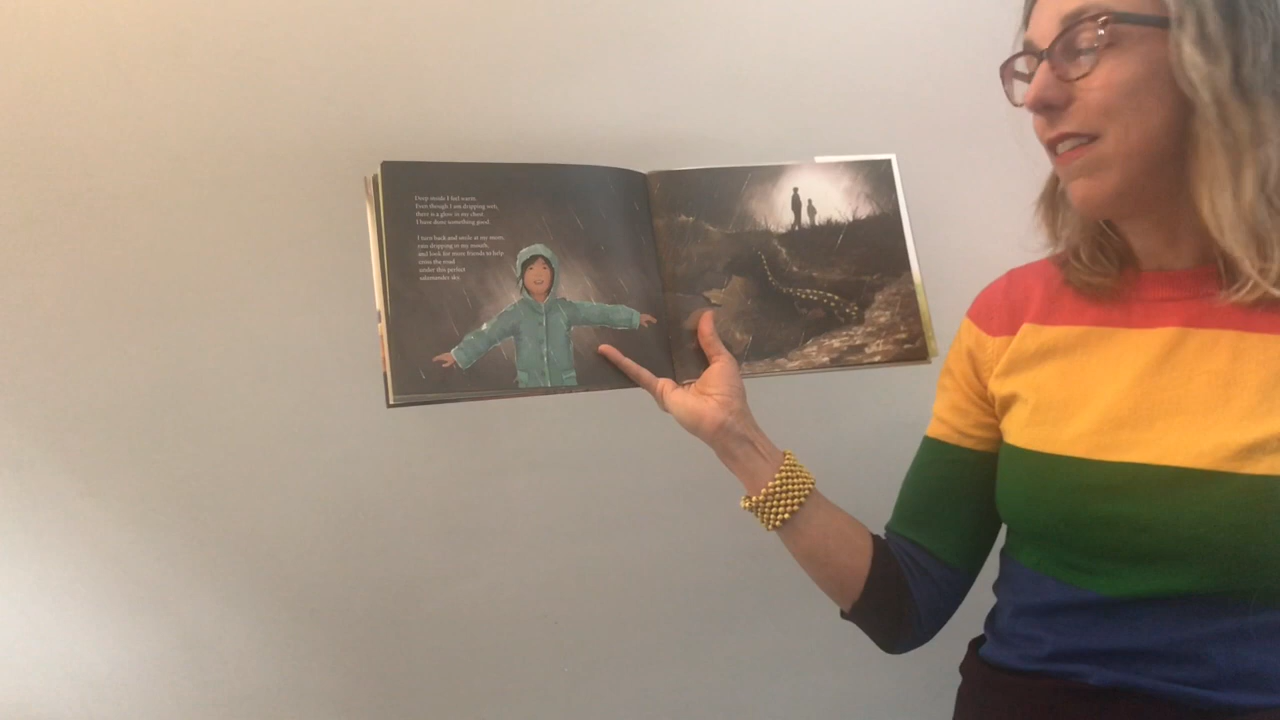 Deep inside I feel warm.
Even though I am dripping wet,
there is a glow in my chest
I have done something good.
I turn back and smile at my mom,
rain dripping in my mouth,
and look for more friends to help
cross the road
under this perfect
salamander sky.